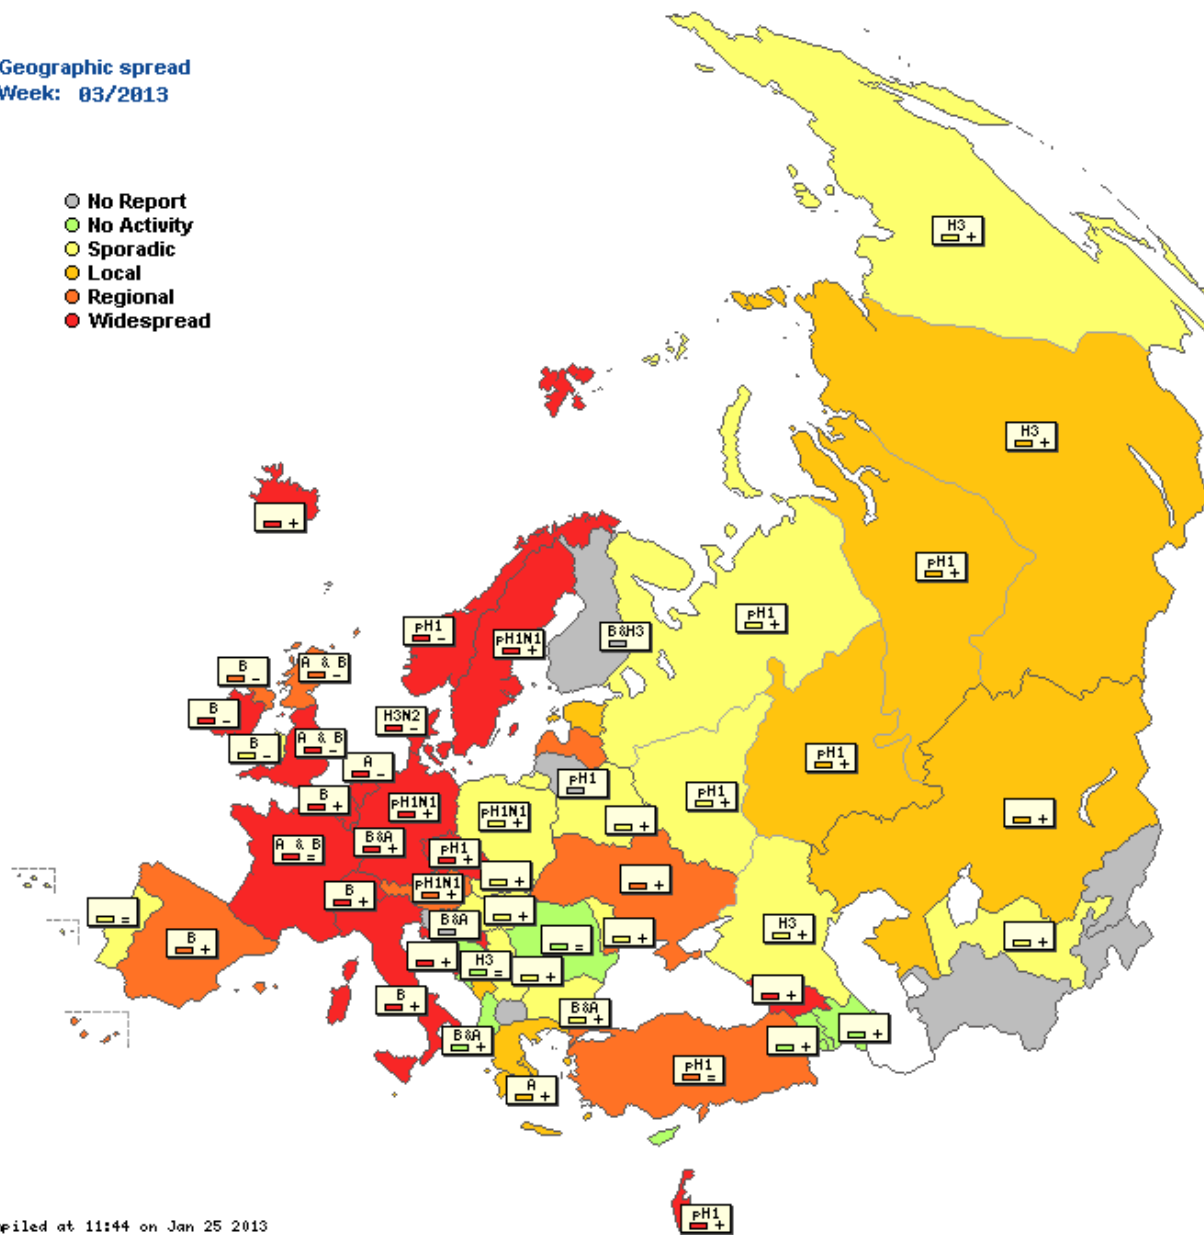 Geographic spread
Week: 03/2013
No Report
No Activity
Sporadic
Local
Regional
Widespread
H3
+
H3
+
+
pH1
+
pH1
+
pH1
-
pH1N1
+
B&H3
B
-
A & B
-
B
-
H3N2
-
A & B
-
B
-
A
-
pH1
+
pH1
B
+
pH1N1
+
pH1N1
+
pH1
+
+
+
A & B
=
B&A
+
pH1
+
+
+
B
+
pH1N1
+
+
=
B&A
+
H3
+
+
B
+
=
+
H3
=
+
+
B
+
B&A
+
+
B&A
+
+
pH1
=
A
+
pH1
+
piled at 11:44 on Jan 25 2013